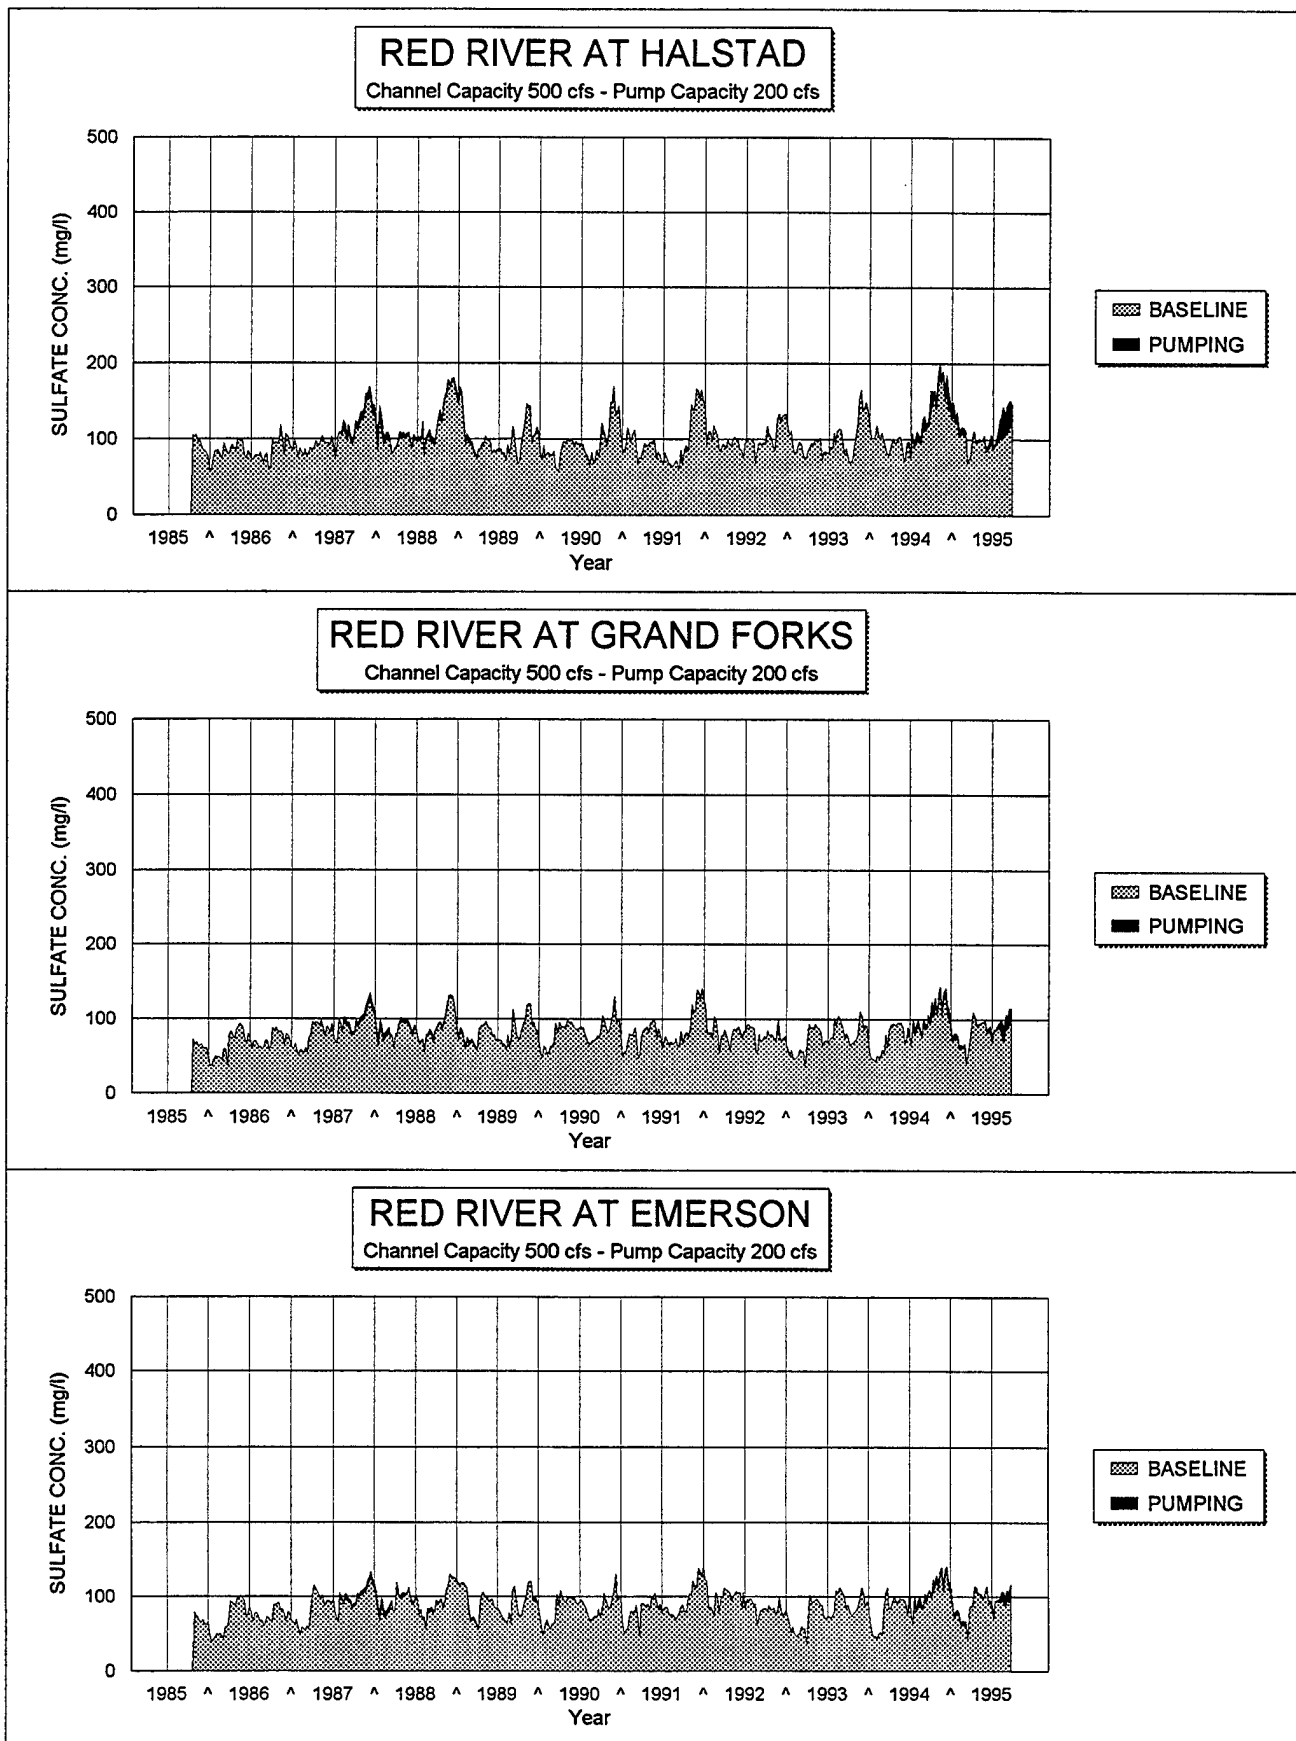 RED RIVER AT HALSTAD
Channel Capacity 500 cfs - Pump Capacity 200 cfs
500
400
300
200
100
0
SULFATE CONC. (mg/l)
1985 ^ 1986 ^ 1987 ^ 1988 ^ 1989 ^ 1990 ^ 1991 ^ 1992 ^ 1993 ^ 1994 ^ 1995
Year
BASELINE
PUMPING
RED RIVER AT GRAND FORKS
Channel Capacity 500 cfs - Pump Capacity 200 cfs
500
400
300
200
100
0
SULFATE CONC. (mg/l)
1985 ^ 1986 ^ 1987 ^ 1988 ^ 1989 ^ 1990 ^ 1991 ^ 1992 ^ 1993 ^ 1994 ^ 1995
Year
BASELINE
PUMPING
RED RIVER AT EMERSON
Channel Capacity 500 cfs - Pump Capacity 200 cfs
500
400
300
200
100
0
SULFATE CONC. (mg/l)
1985 ^ 1986 ^ 1987 ^ 1988 ^ 1989 ^ 1990 ^ 1991 ^ 1992 ^ 1993 ^ 1994 ^ 1995
Year
BASELINE
PUMPING